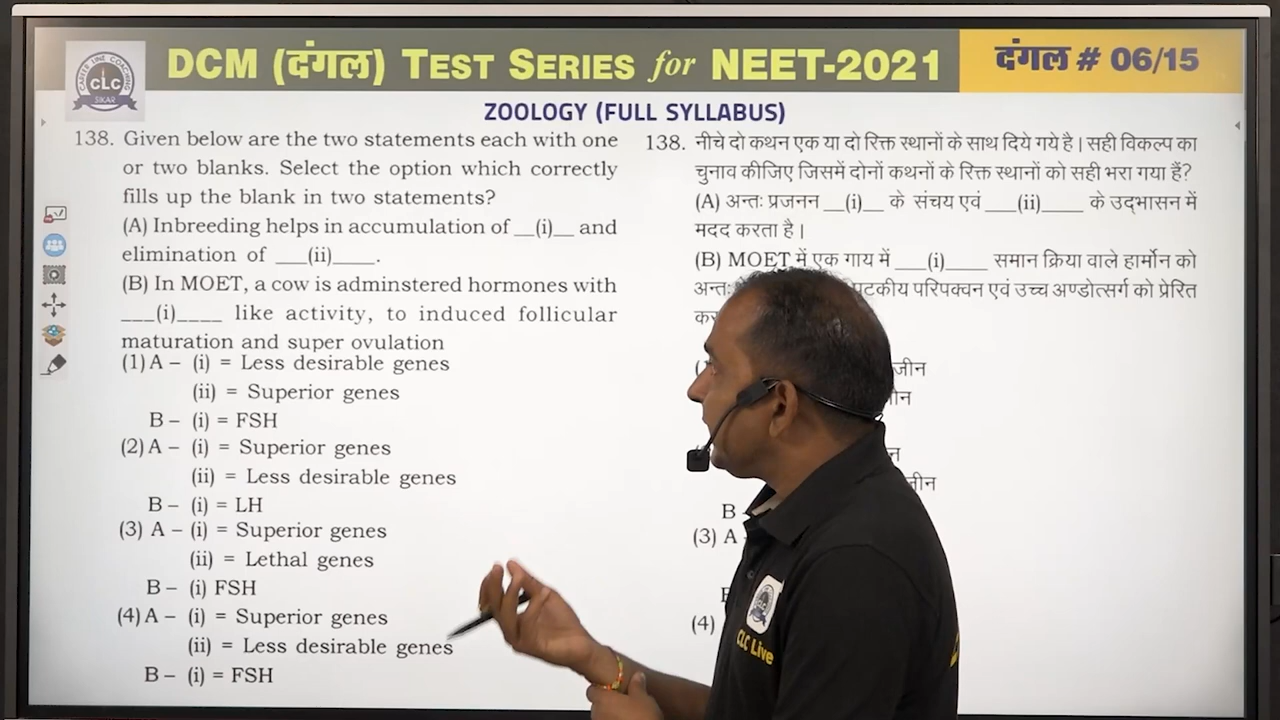 DCM (दंगल) TEST SERIES for NEET-2021
दंगल # 06/15
CAREER LINE COACHING
CLC
SIKAR
ZOOLOGY (FULL SYLLABUS)
138. Given below are the two statements each with one
or two blanks. Select the option which correctly
fills up the blank in two statements?
(A) Inbreeding helps in accumulation of __(i)__ and
elimination of ___(ii)____.
(B) In MOET, a cow is adminstered hormones with
___(i)____ like activity, to induced follicular
maturation and super ovulation
(1) A – (i) = Less desirable genes
(ii) = Superior genes
B – (i) = FSH
(2) A – (i) = Superior genes
(ii) = Less desirable genes
B – (i) = LH
(3) A – (i) = Superior genes
(ii) = Lethal genes
B – (i) FSH
(4) A – (i) = Superior genes
(ii) = Less desirable genes
B – (i) = FSH
138. नीचे दो कथन एक या दो रिक्त स्थानों के साथ दिये गये है। सही विकल्प का
चुनाव कीजिए जिसमें दोनों कथनों के रिक्त स्थानों को सही भरा गया हैं?
(A) अन्तः प्रजनन __(i)__ के संचय एवं ___(ii)____ के उद्भासन में
मदद करता है।
(B) MOET में एक गाय में ___(i)____ समान क्रिया वाले हार्मोन को
अन्तः परिपक्वन एवं उच्च अण्डोत्सर्ग को प्रेरित
जीन
B -
(3) A
(4)
CLC Live